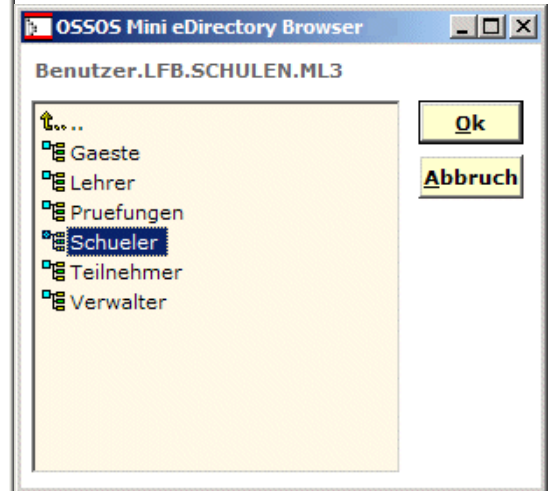 OSSOS Mini eDirectory Browser
Benutzer.LFB.SCHULEN.ML3
..
Gaeste
Lehrer
Pruefungen
Schueler
Teilnehmer
Verwalter
Ok
Abbruch